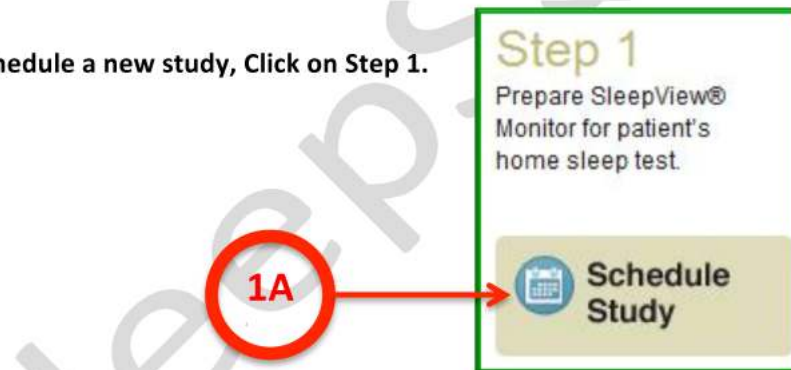 hedule a new study, Click on Step 1.
Step 1
Prepare SleepView®
Monitor for patient's
home sleep test.
1A
Schedule
Study